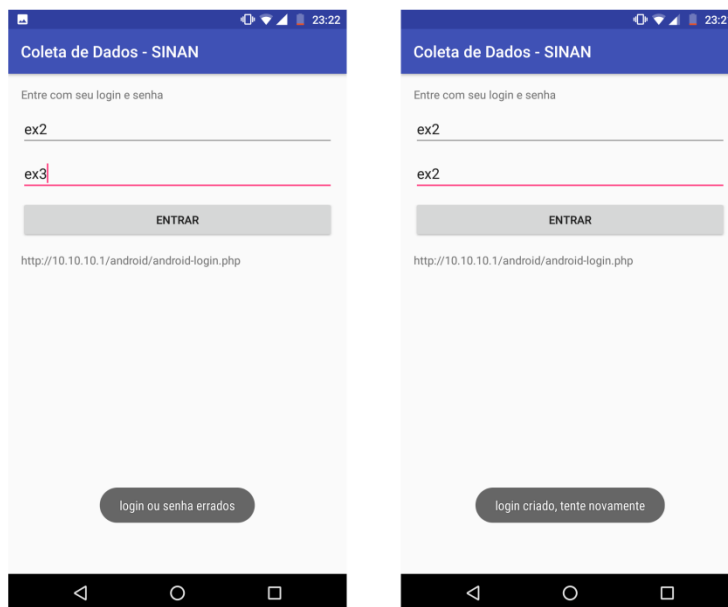 23:22
Coleta de Dados - SINAN
Entre com seu login e senha
ex2
ex3
ENTRAR
http://10.10.10.1/android/android-login.php
login ou senha errados
23:2
Coleta de Dados - SINAN
Entre com seu login e senha
ex2
ex2
ENTRAR
http://10.10.10.1/android/android-login.php
login criado, tente novamente